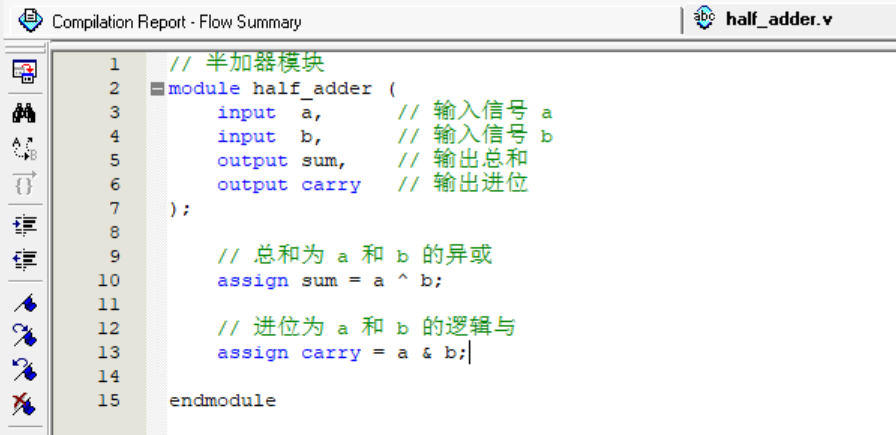 Compilation Report - Flow Summary
abc half_adder.v
1 // 半加器模块
2 module half_adder (
3 input a, // 输入信号 a
4 input b, // 输入信号 b
5 output sum, // 输出总和
6 output carry // 输出进位
7 );
8
9 // 总和为 a 和 b 的异或
10 assign sum = a ^ b;
11
12 // 进位为 a 和 b 的逻辑与
13 assign carry = a & b;
14
15 endmodule